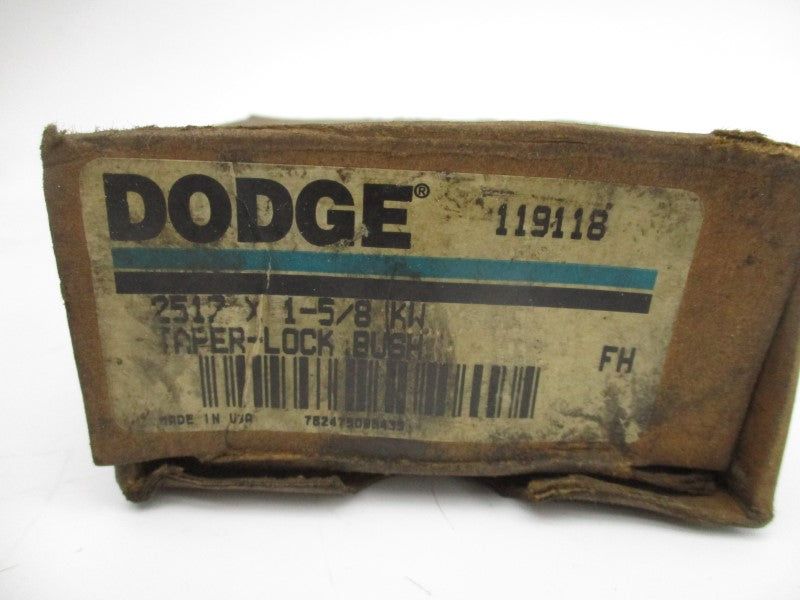 DODGE® 119118
2517 X 1-5/8 KW
TAPER-LOCK BUSH
FH
MADE IN USA